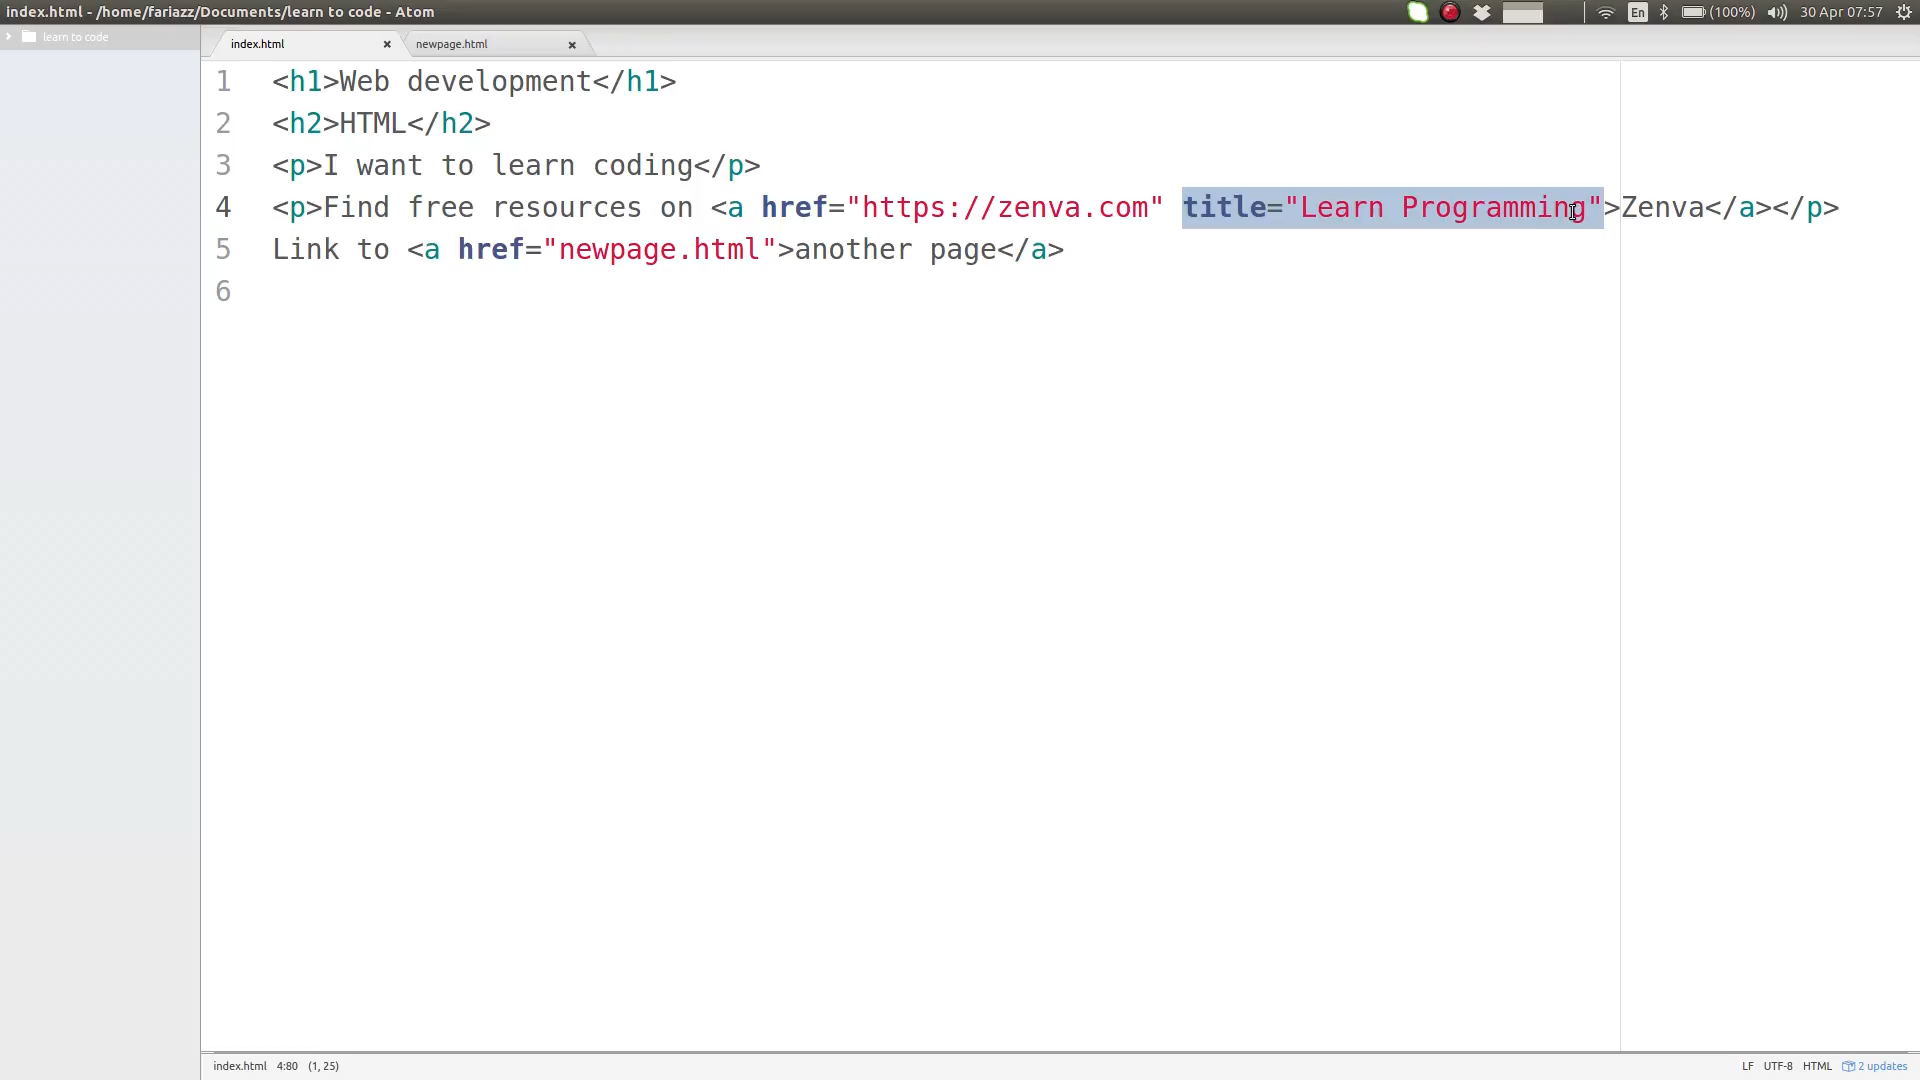 index.html - /home/fariazz/Documents/learn to code - Atom
En (100%) 30 Apr 07:57
learn to code
index.html newpage.html
1 <h1>Web development</h1>
2 <h2>HTML</h2>
3 <p>I want to learn coding</p>
4 <p>Find free resources on <a href="https://zenva.com" title="Learn Programming">Zenva</a></p>
5 Link to <a href="newpage.html">another page</a>
6
index.html 4:80 (1, 25)
LF UTF-8 HTML 2 updates